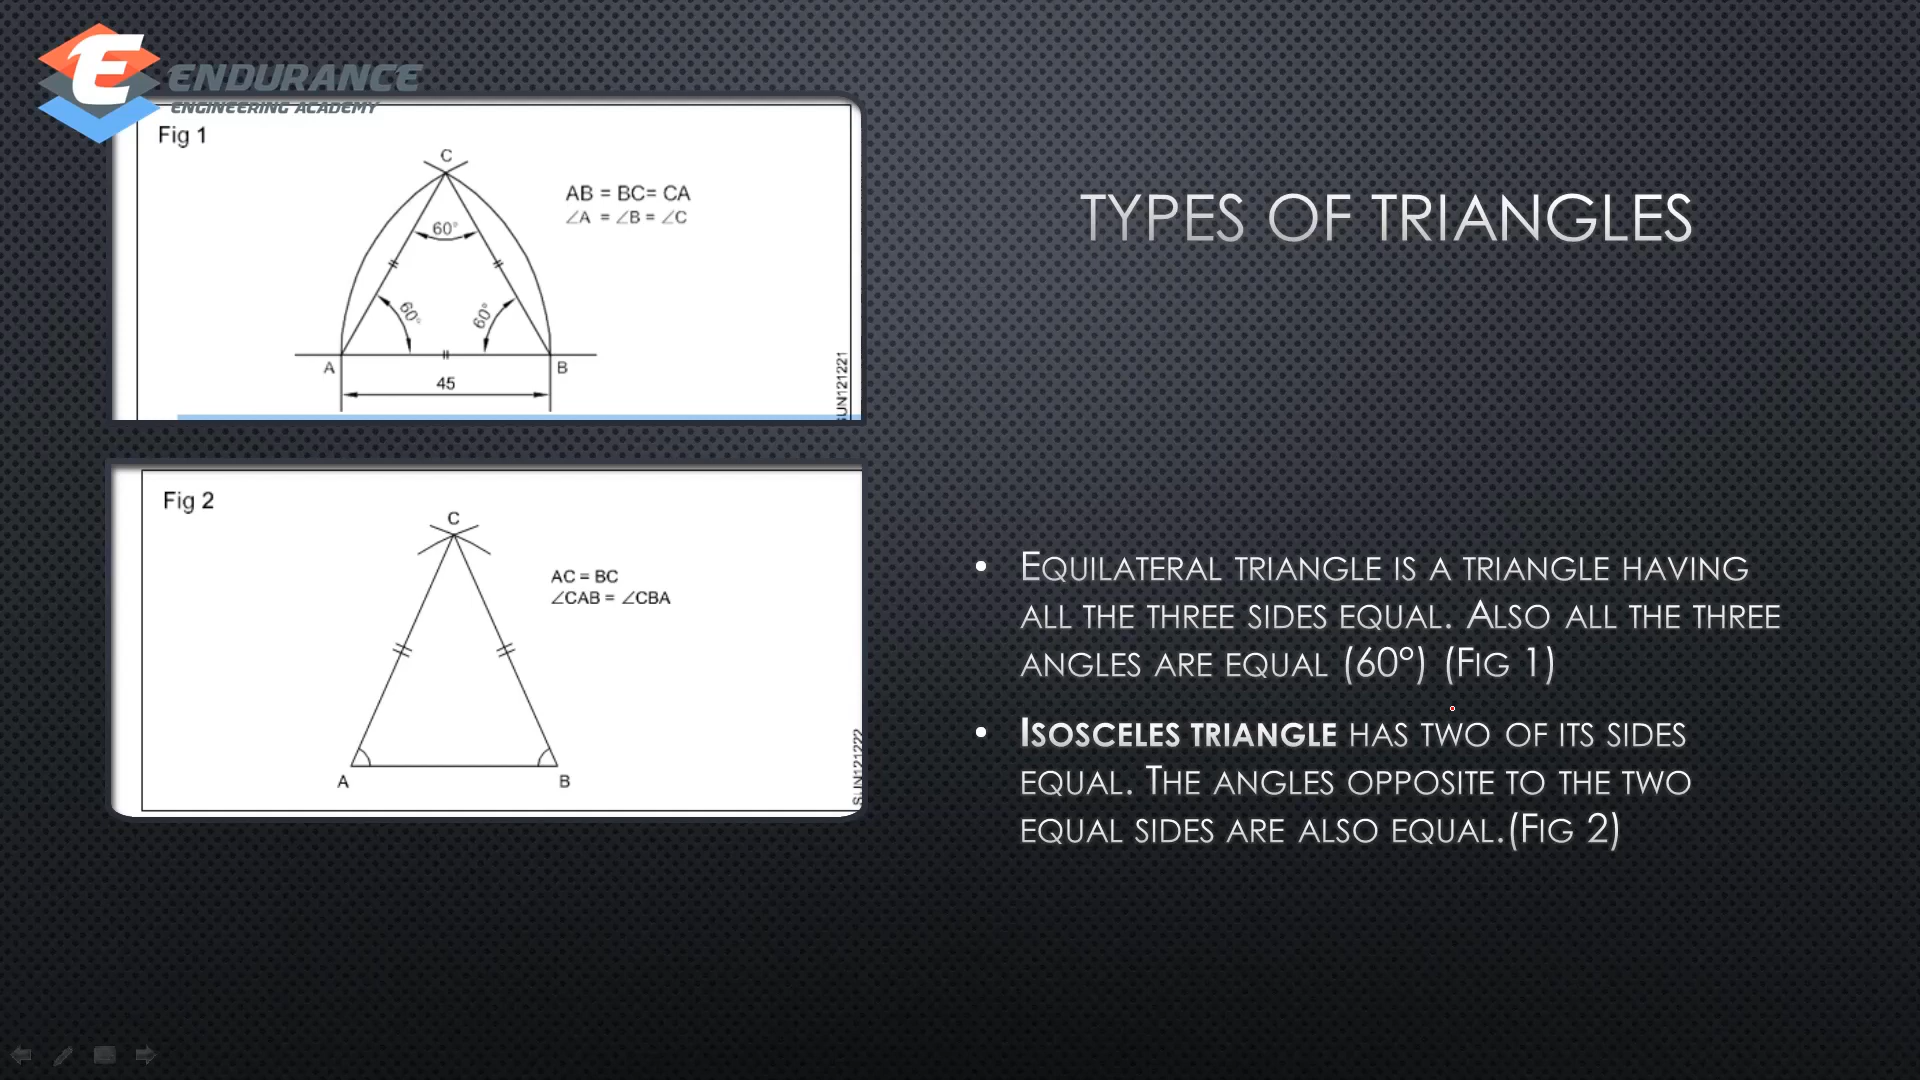 ENDURANCE
ENGINEERING ACADEMY
Fig 1
C
AB = BC= CA
∠A = ∠B = ∠C
60°
60°
60°
A
B
45
SUN121221
Fig 2
C
AC = BC
∠CAB = ∠CBA
A
B
SUN121222
TYPES OF TRIANGLES
• EQUILATERAL TRIANGLE IS A TRIANGLE HAVING
ALL THE THREE SIDES EQUAL. ALSO ALL THE THREE
ANGLES ARE EQUAL (60°) (FIG 1)
• ISOSCELES TRIANGLE HAS TWO OF ITS SIDES
EQUAL. THE ANGLES OPPOSITE TO THE TWO
EQUAL SIDES ARE ALSO EQUAL.(FIG 2)